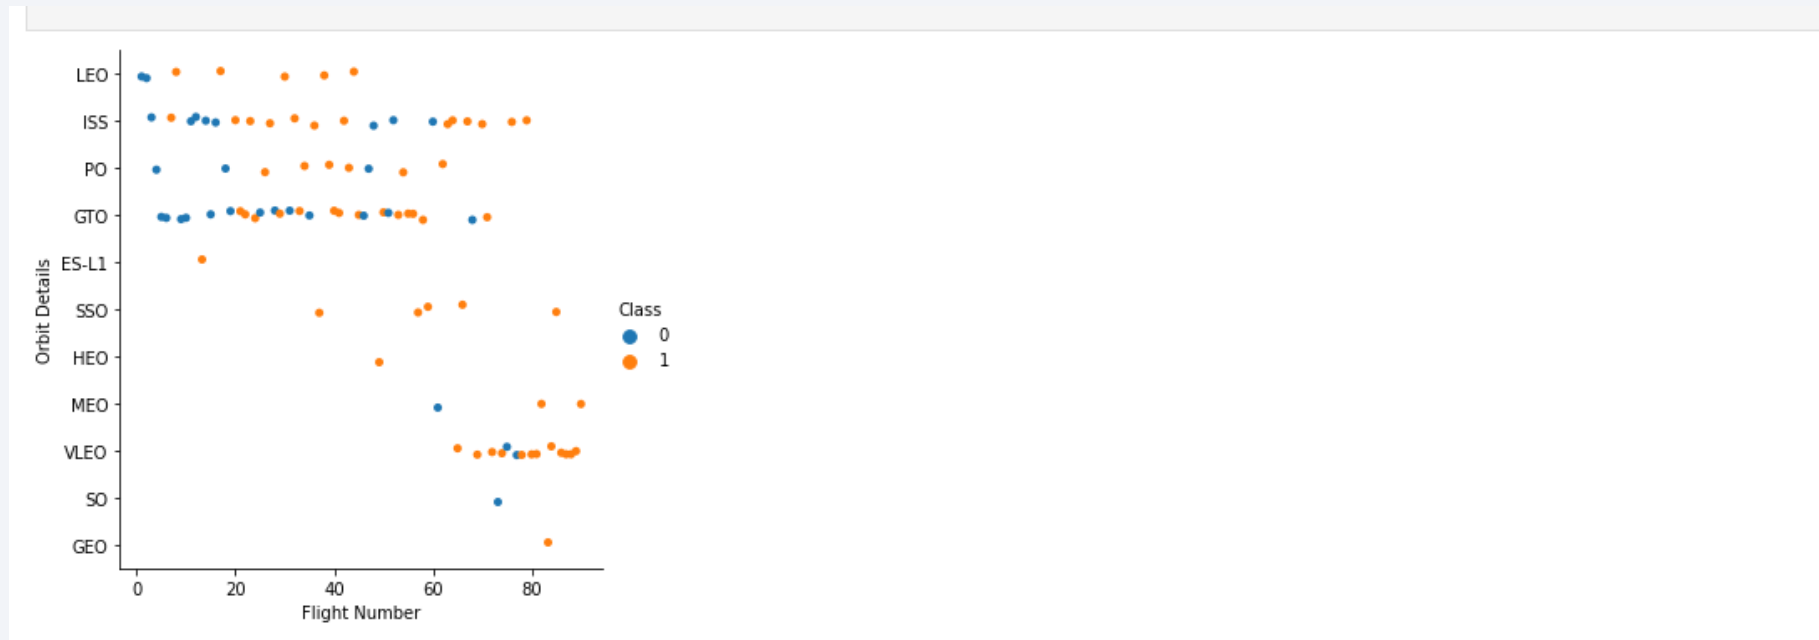 LEO
ISS
PO
GTO
ES-L1
SSO
HEO
MEO
VLEO
SO
GEO
Orbit Details
0 20 40 60 80
Flight Number
Class
0
1